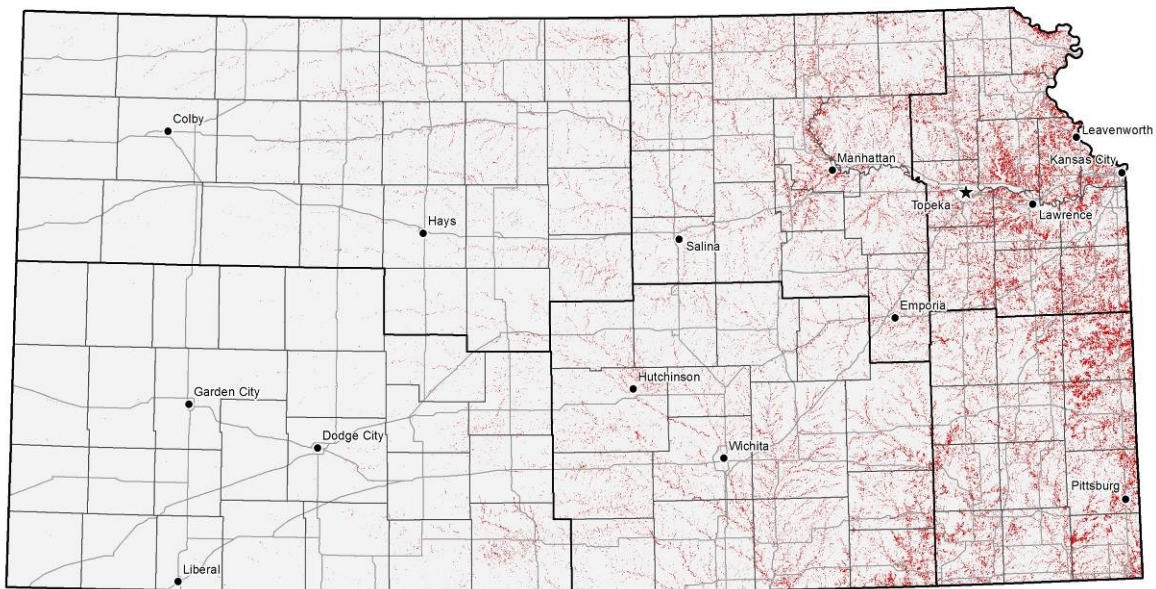 Colby
Leavenworth
Manhattan
Kansas City
Topeka
Lawrence
Hays
Salina
Emporia
Hutchinson
Garden City
Dodge City
Wichita
Pittsburg
Liberal